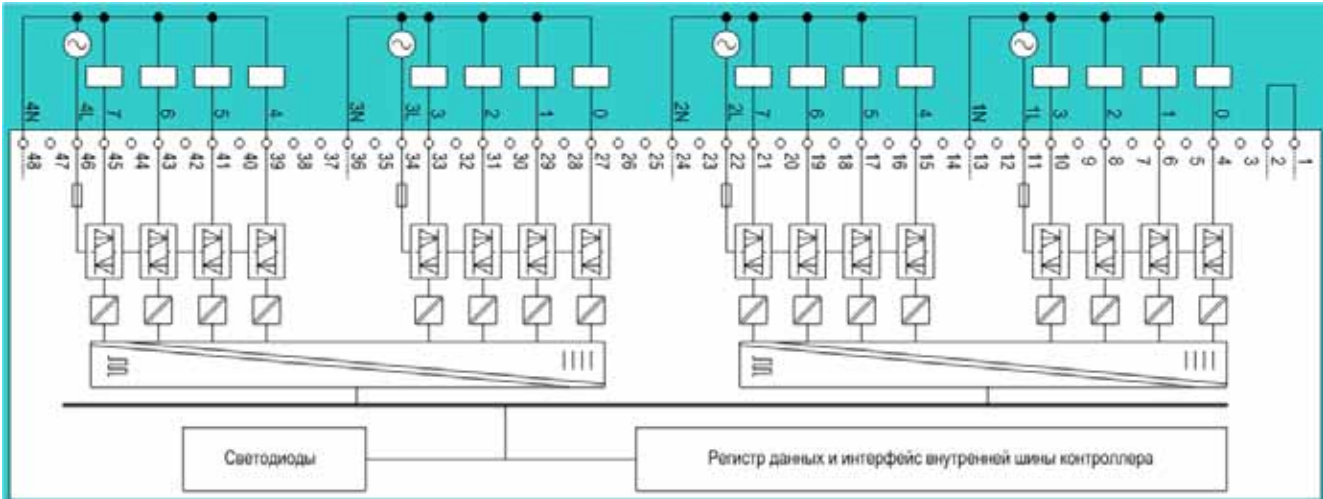 4N 4L 7 6 5 4 3N 3L 3 2 1 0 2N 2L 7 6 5 4 1N 1L 3 2 1 0
48 47 46 45 44 43 42 41 40 39 38 37 36 35 34 33 32 31 30 29 28 27 26 25 24 23 22 21 20 19 18 17 16 15 14 13 12 11 10 9 8 7 6 5 4 3 2 1
Светодиоды
Регистр данных и интерфейс внутренней шины контроллера